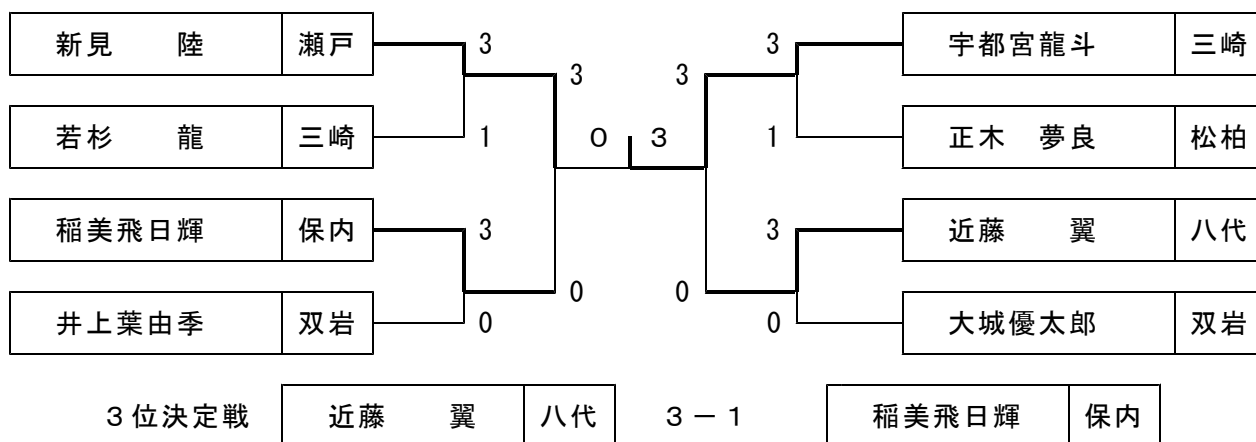 新見　　陸 瀬戸 3 3 宇都宮龍斗 三崎
3 3
若杉　　龍 三崎 1 0 3 1 正木　夢良 松柏
稲美飛日輝 保内 3 3 近藤　　翼 八代
0 0
井上葉由季 双岩 0 0 大城優太郎 双岩
3位決定戦 近藤　　翼 八代 3－1 稲美飛日輝 保内